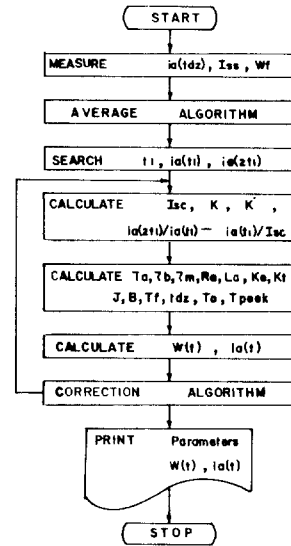 START
MEASURE ia(tdz), Iss, Wf
AVERAGE ALGORITHM
SEARCH t1, ia(t1), ia(zt1)
CALCULATE Isc, K, K'
ia(zt1)/ia(t1) - ia(t1)/Isc
CALCULATE Ta, Tb, Tm, Ra, La, Ke, Kt
J, B, Tf, tdz, To, Tpeek
CALCULATE W(t), Ia(t)
CORRECTION ALGORITHM
PRINT Parameters
W(t), ia(t)
STOP